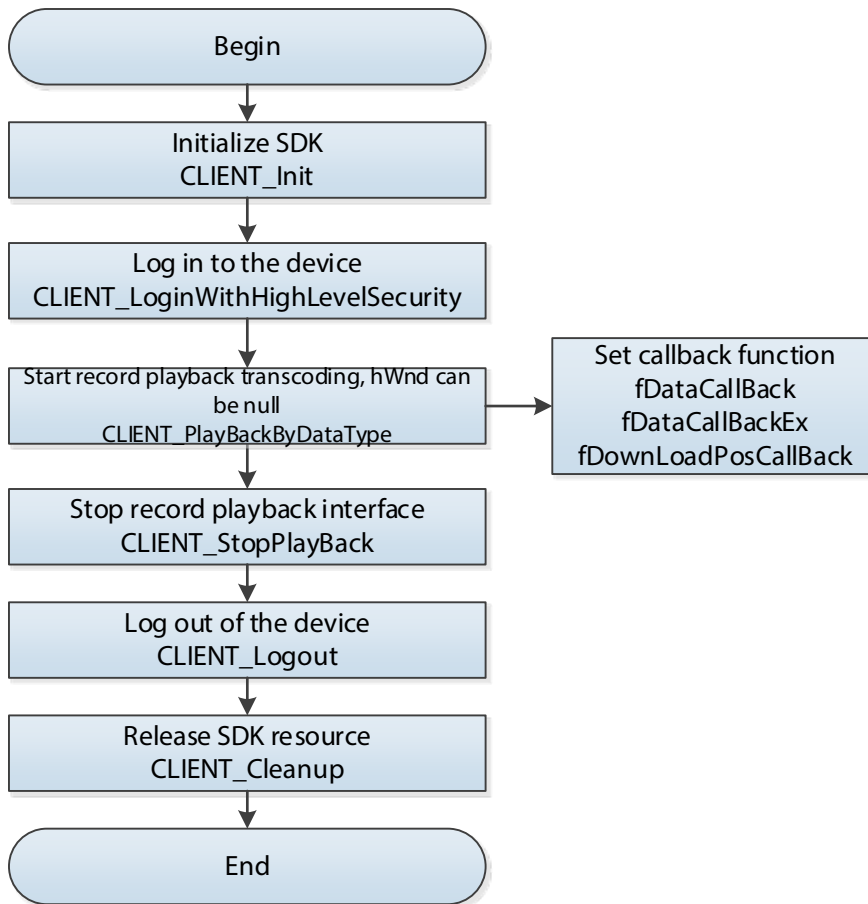 Begin
Initialize SDK
CLIENT_Init
Log in to the device
CLIENT_LoginWithHighLevelSecurity
Start record playback transcoding, hWnd can
be null
CLIENT_PlayBackByDataType
Set callback function
fDataCallBack
fDataCallBackEx
fDownLoadPosCallBack
Stop record playback interface
CLIENT_StopPlayBack
Log out of the device
CLIENT_Logout
Release SDK resource
CLIENT_Cleanup
End